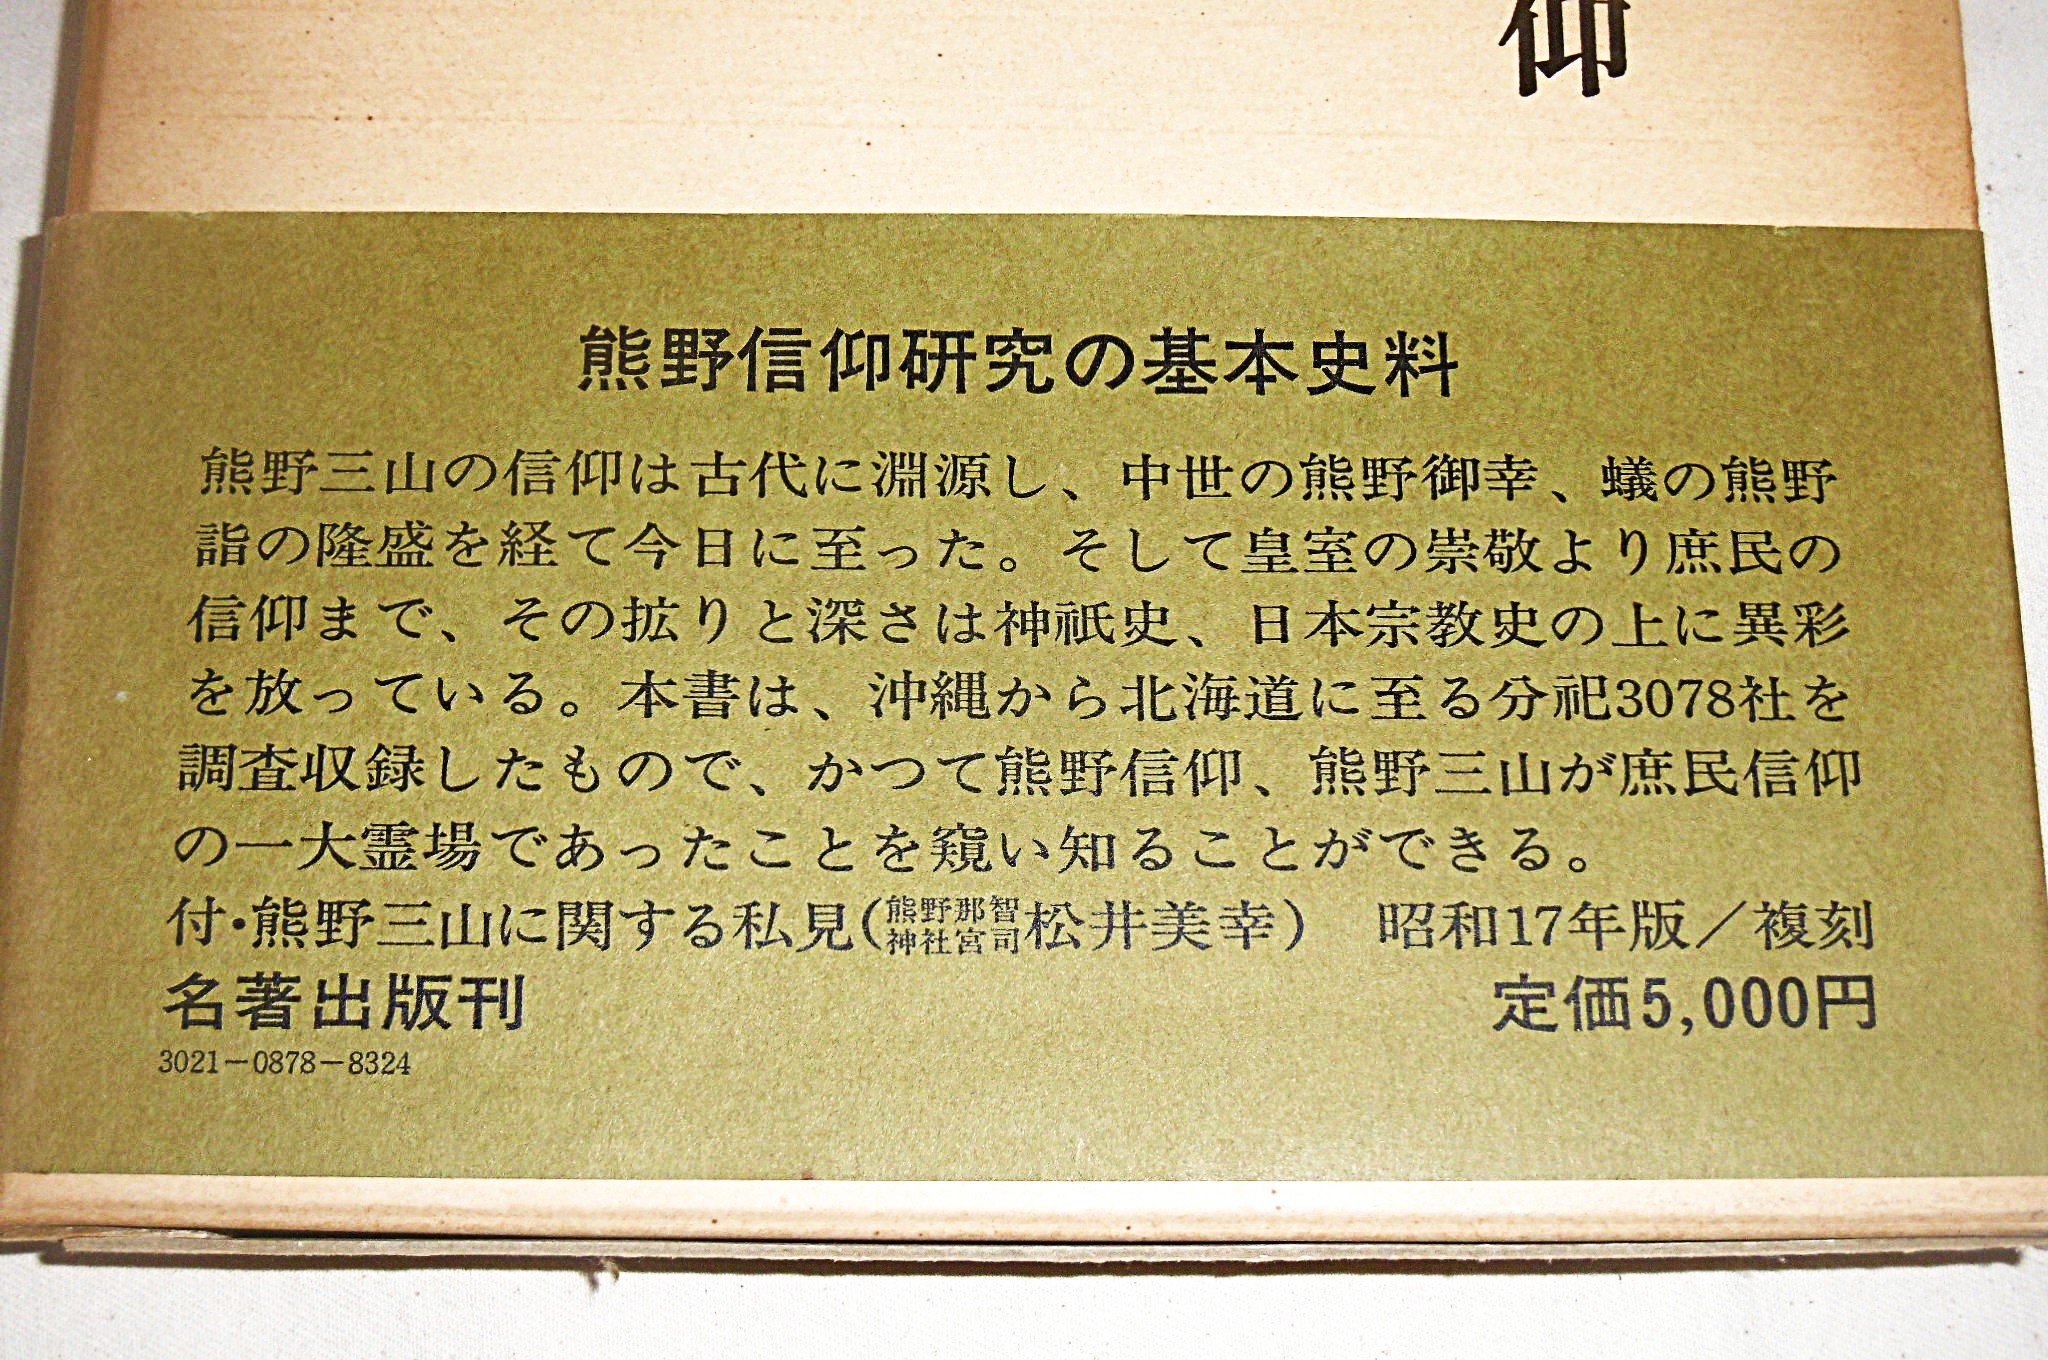 仰
熊野信仰研究の基本史料
熊野三山の信仰は古代に淵源し、中世の熊野御幸、蟻の熊野
詣の隆盛を経て今日に至った。そして皇室の崇敬より庶民の
信仰まで、その拡りと深さは神祇史、日本宗教史の上に異彩
を放っている。本書は、沖縄から北海道に至る分祀3078社を
調査収録したもので、かつて熊野信仰、熊野三山が庶民信仰
の一大霊場であったことを窺い知ることができる。
付・熊野三山に関する私見(熊野那智神社宮司松井美幸) 昭和17年版／複刻
名著出版刊 定価5,000円
3021-0878-8324